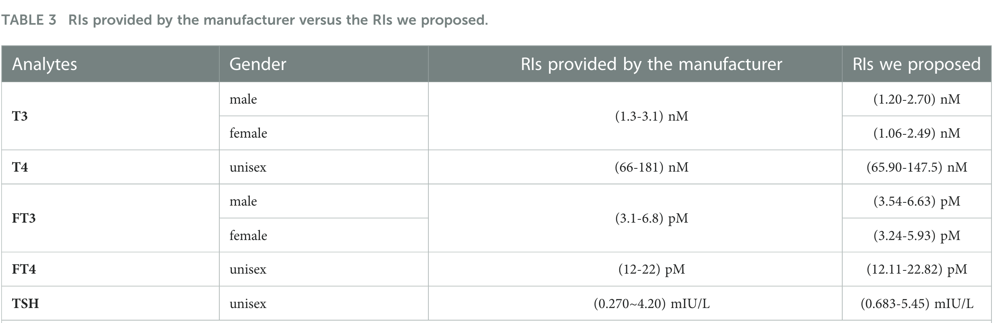 TABLE 3 RIs provided by the manufacturer versus the RIs we proposed.
Analytes Gender RIs provided by the manufacturer RIs we proposed
T3 male (1.3-3.1) nM (1.20-2.70) nM
female (1.06-2.49) nM
T4 unisex (66-181) nM (65.90-147.5) nM
FT3 male (3.1-6.8) pM (3.54-6.63) pM
female (3.24-5.93) pM
FT4 unisex (12-22) pM (12.11-22.82) pM
TSH unisex (0.270~4.20) mIU/L (0.683-5.45) mIU/L